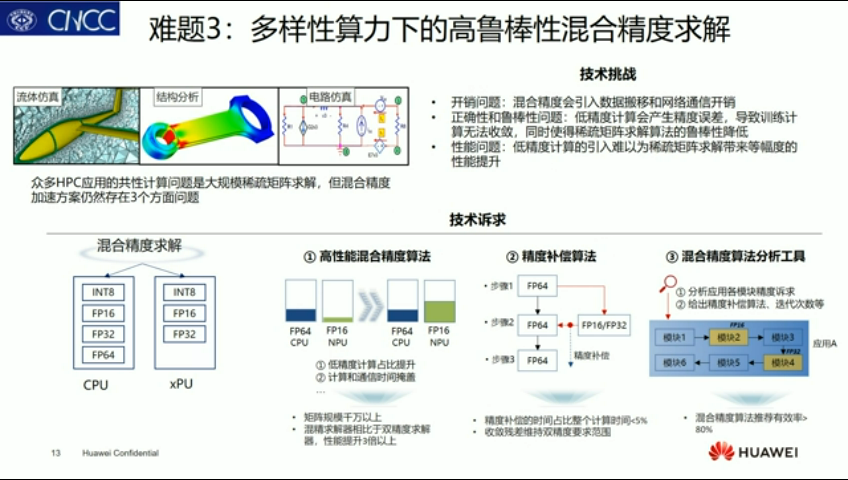 CNCC
难题3：多样性算力下的高鲁棒性混合精度求解
流体仿真
结构分析
电路仿真
众多HPC应用的共性计算问题是大规模稀疏矩阵求解，但混合精度
加速方案仍然存在3个方面问题
技术挑战
• 开销问题：混合精度会引入数据搬移和网络通信开销
• 正确性和鲁棒性问题：低精度计算会产生精度误差，导致训练计
算无法收敛，同时使得稀疏矩阵求解算法的鲁棒性降低
• 性能问题：低精度计算的引入难以为稀疏矩阵求解带来等幅度的
性能提升
技术诉求
混合精度求解
INT8
FP16
FP32
FP64
CPU
INT8
FP16
FP32
xPU
① 高性能混合精度算法
FP64
CPU
FP16
NPU
FP64
CPU
FP16
NPU
① 低精度计算占比提升
② 计算和通信时间掩盖
...
• 矩阵规模千万以上
• 混精求解器相比于双精度求解
器，性能提升3倍以上
② 精度补偿算法
• 步骤1
FP64
• 步骤2
FP64
FP16/FP32
• 步骤3
FP64
精度补偿
• 精度补偿的时间占比整个计算时间<5%
• 收敛残差维持双精度要求范围
③ 混合精度算法分析工具
① 分析应用各模块精度诉求
② 给出精度补偿算法、迭代次数等
FP16
模块1
模块2
模块3
FP32
模块6
模块5
模块4
应用A
• 混合精度算法推荐有效率>
80%
13
Huawei Confidential
HUAWEI